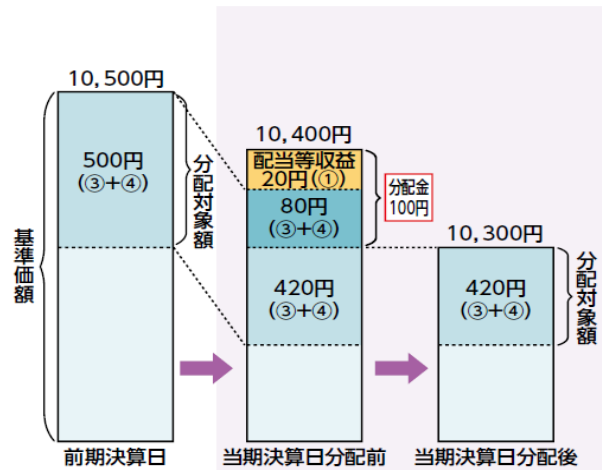 10,500円
500円
(③+④)
分配対象額
基準価額
前期決算日
10,400円
配当等収益
20円(①)
80円
(③+④)
分配金
100円
420円
(③+④)
当期決算日分配前
10,300円
420円
(③+④)
分配対象額
当期決算日分配後